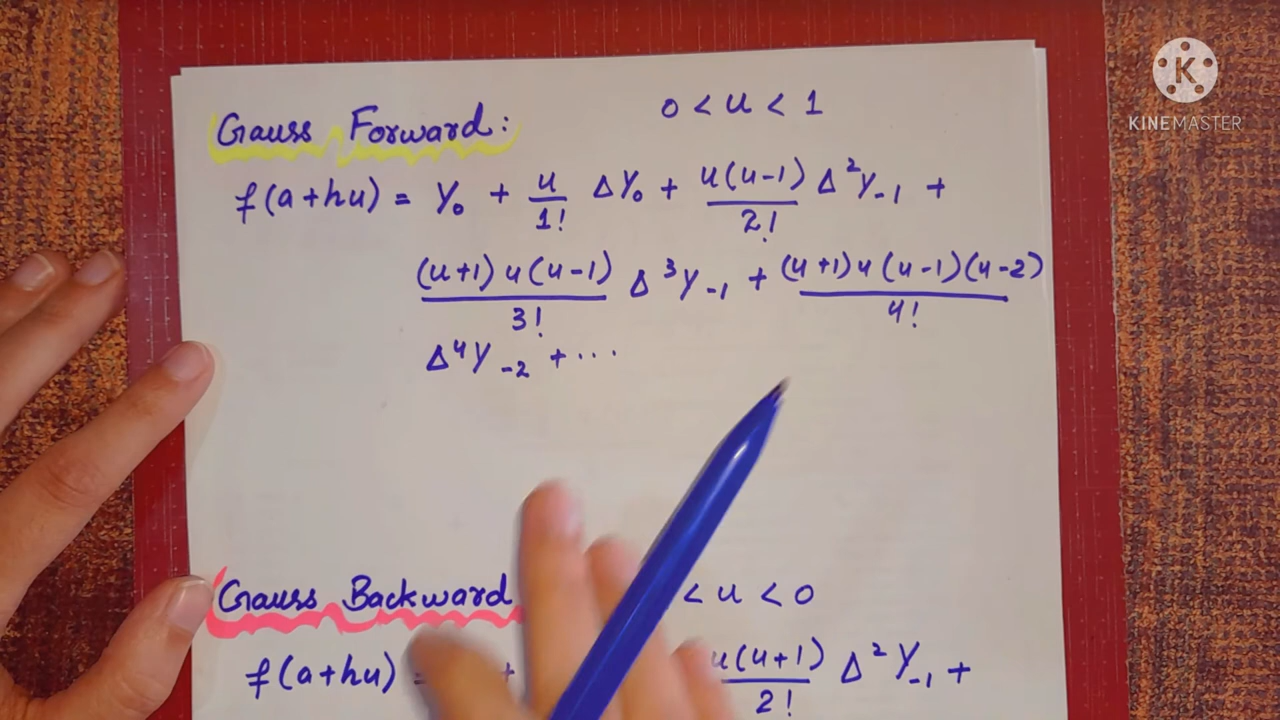 KINEMASTER
Gauss Forward: 0 < u < 1
f(a+hu) = Y₀ + u/1! ΔY₀ + u(u-1)/2! Δ²Y₋₁ +
(u+1)u(u-1)/3! Δ³Y₋₁ + (u+1)u(u-1)(u-2)/4!
Δ⁴Y₋₂ + ...
Gauss Backward < u < 0
f(a+hu) = + u(u+1)/2! Δ²Y₋₁ +